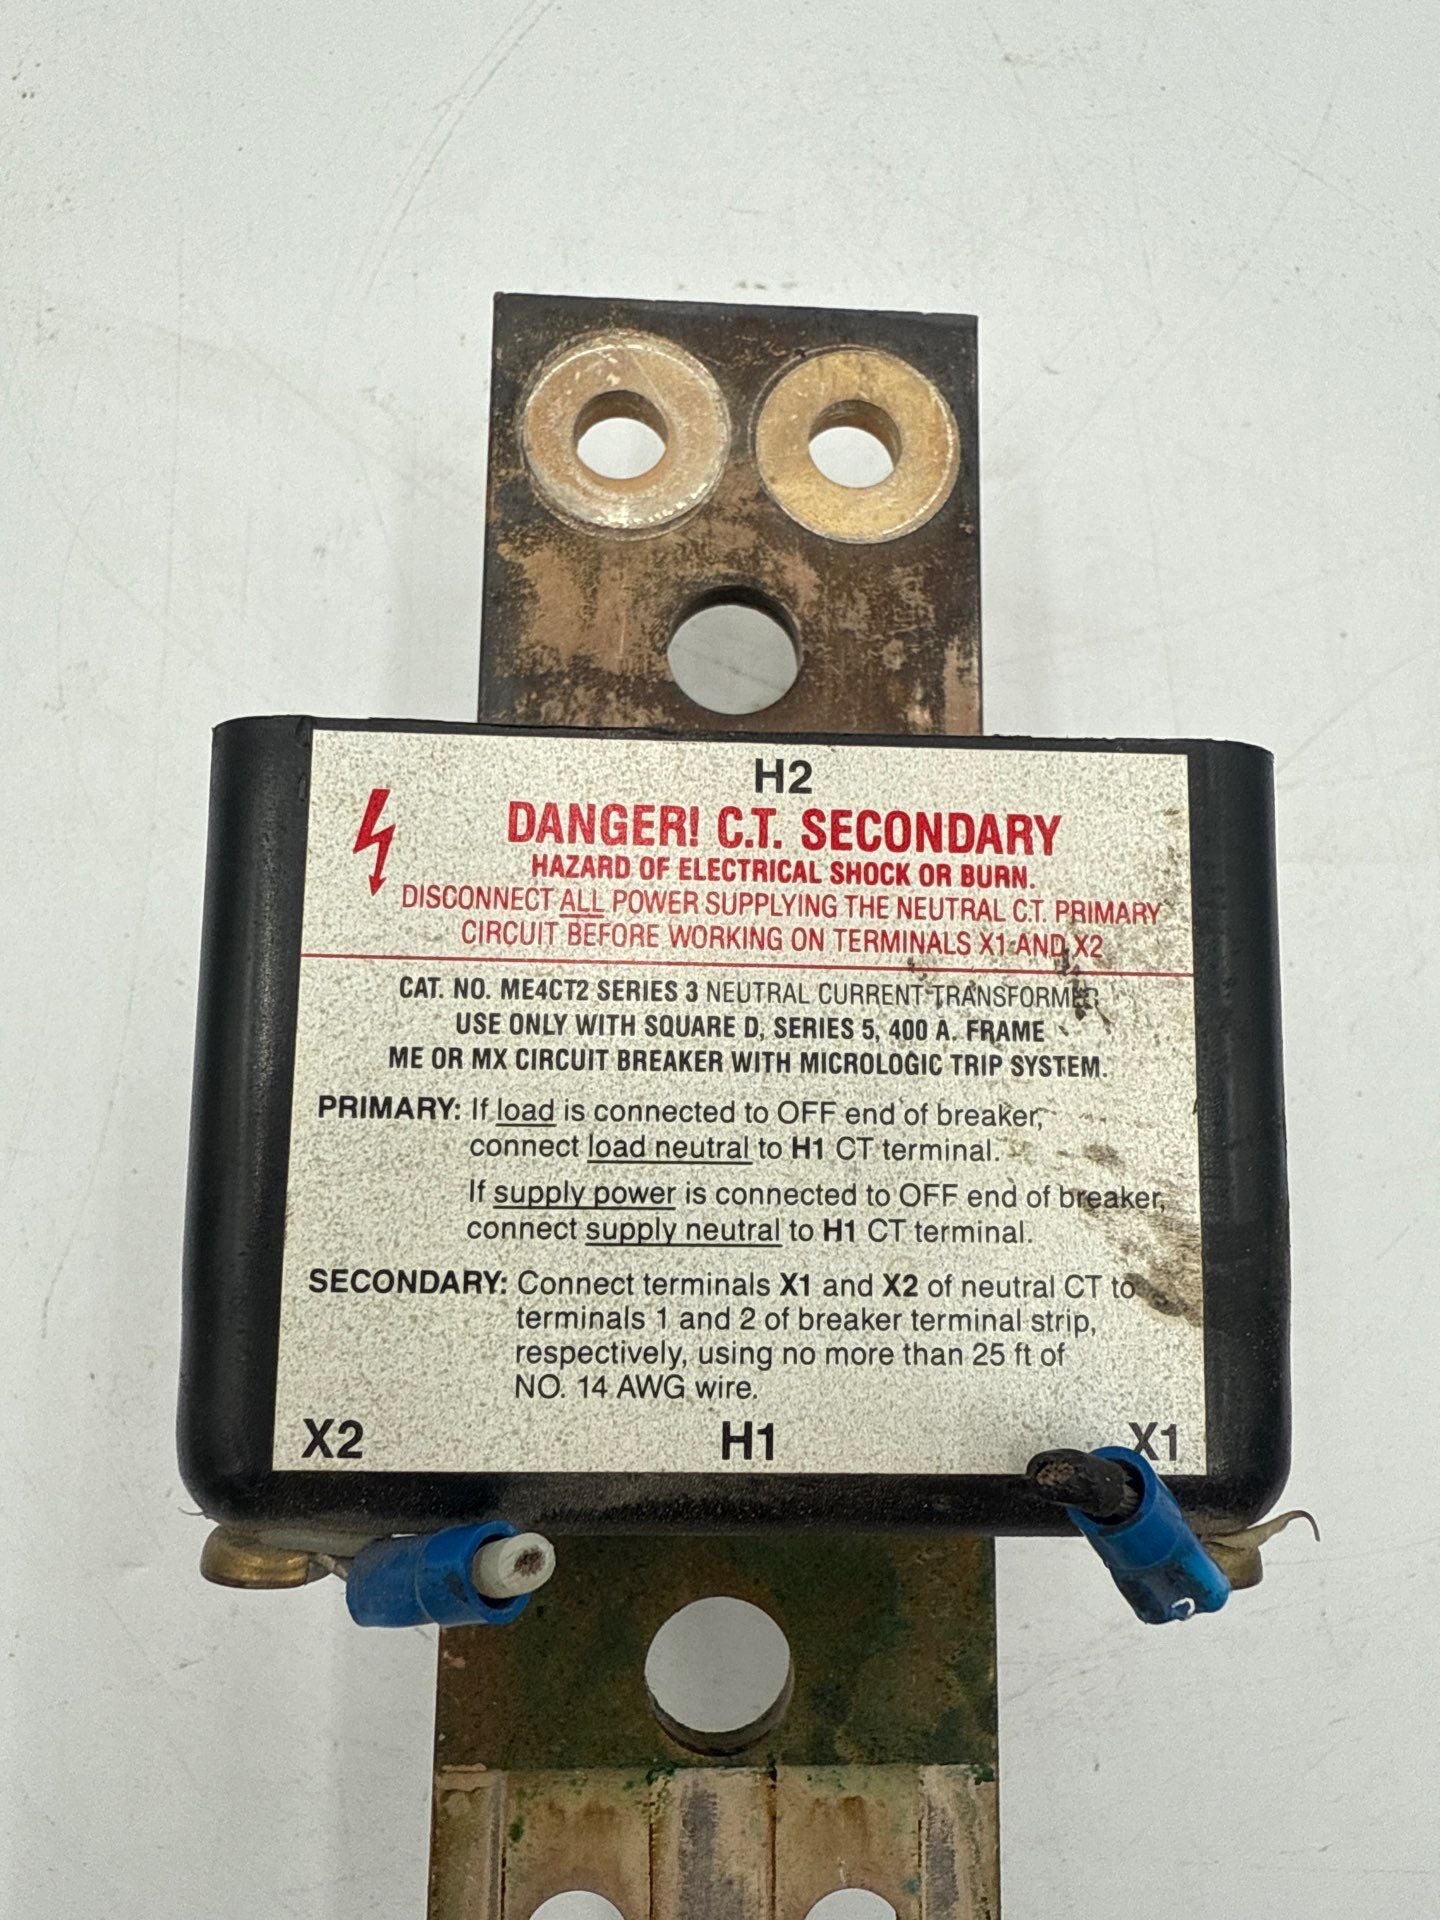 H2
DANGER! C.T. SECONDARY
HAZARD OF ELECTRICAL SHOCK OR BURN.
DISCONNECT ALL POWER SUPPLYING THE NEUTRAL C.T. PRIMARY
CIRCUIT BEFORE WORKING ON TERMINALS X1 AND X2
CAT. NO. ME4CT2 SERIES 3 NEUTRAL CURRENT TRANSFORMER
USE ONLY WITH SQUARE D, SERIES 5, 400 A. FRAME
ME OR MX CIRCUIT BREAKER WITH MICROLOGIC TRIP SYSTEM.
PRIMARY: If load is connected to OFF end of breaker,
connect load neutral to H1 CT terminal.
If supply power is connected to OFF end of breaker,
connect supply neutral to H1 CT terminal.
SECONDARY: Connect terminals X1 and X2 of neutral CT to
terminals 1 and 2 of breaker terminal strip,
respectively, using no more than 25 ft of
NO. 14 AWG wire.
X2 H1 X1